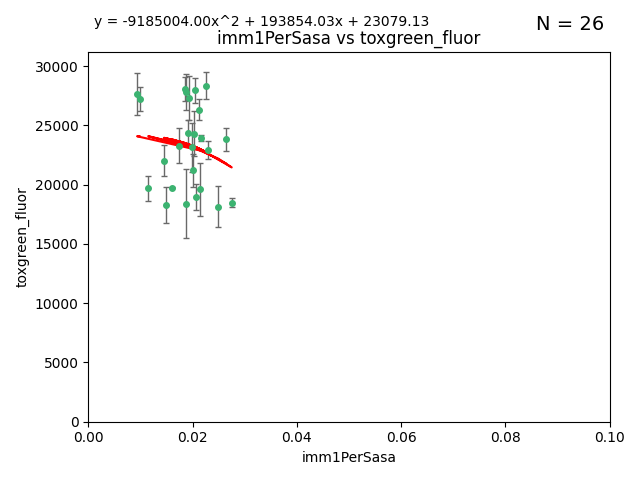 y = -9185004.00x^2 + 193854.03x + 23079.13
N = 26
imm1PerSasa vs toxgreen_fluor
30000
25000
20000
15000
10000
5000
0
toxgreen_fluor
0.00 0.02 0.04 0.06 0.08 0.10
imm1PerSasa